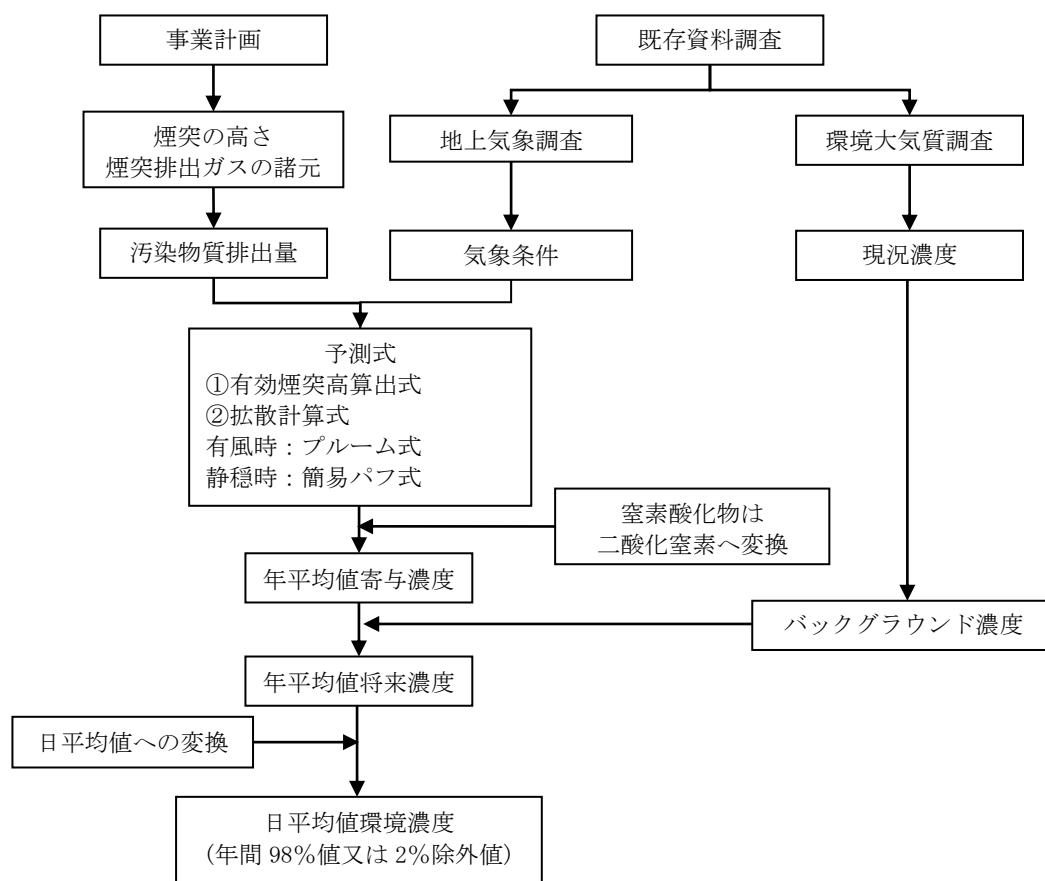 事業計画
既存資料調査
煙突の高さ
煙突排出ガスの諸元
地上気象調査
環境大気質調査
汚染物質排出量
気象条件
現況濃度
予測式
①有効煙突高算出式
②拡散計算式
有風時：プルーム式
静穏時：簡易パフ式
窒素酸化物は
二酸化窒素へ変換
年平均値寄与濃度
バックグラウンド濃度
年平均値将来濃度
日平均値への変換
日平均値環境濃度
(年間 98％値又は 2％除外値)